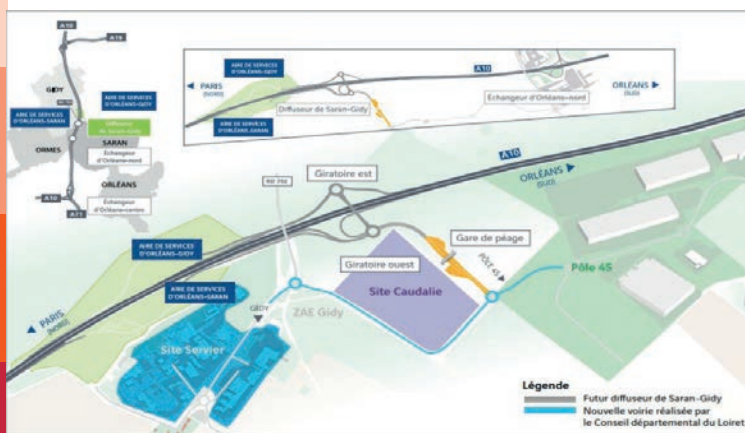 A10
A19
GIDY
AIRE DE SERVICES
D'ORLÉANS-GIDY
AIRE DE SERVICES
D'ORLÉANS-SARAN
Diffuseur
de Saran-Gidy
ORMES
SARAN
Echangeur
d'Orléans-nord
ORLÉANS
A10
Echangeur
d'Orléans-centre
A71
PARIS
(NORD)
AIRE DE SERVICES
D'ORLÉANS-GIDY
AIRE DE SERVICES
D'ORLÉANS-SARAN
Diffuseur de Saran-Gidy
A10
Echangeur d'Orléans-nord
ORLÉANS
(SUD)
A10
ORLÉANS
(SUD)
RD 702
Giratoire est
AIRE DE SERVICES
D'ORLÉANS-GIDY
Giratoire ouest
Gare de péage
PÔLE 45
Pôle 45
Site Caudalie
AIRE DE SERVICES
D'ORLÉANS-SARAN
PARIS
(NORD)
GIDY
ZAE Gidy
Site Servier
Légende
Futur diffuseur de Saran-Gidy
Nouvelle voirie réalisée par
le Conseil départemental du Loiret